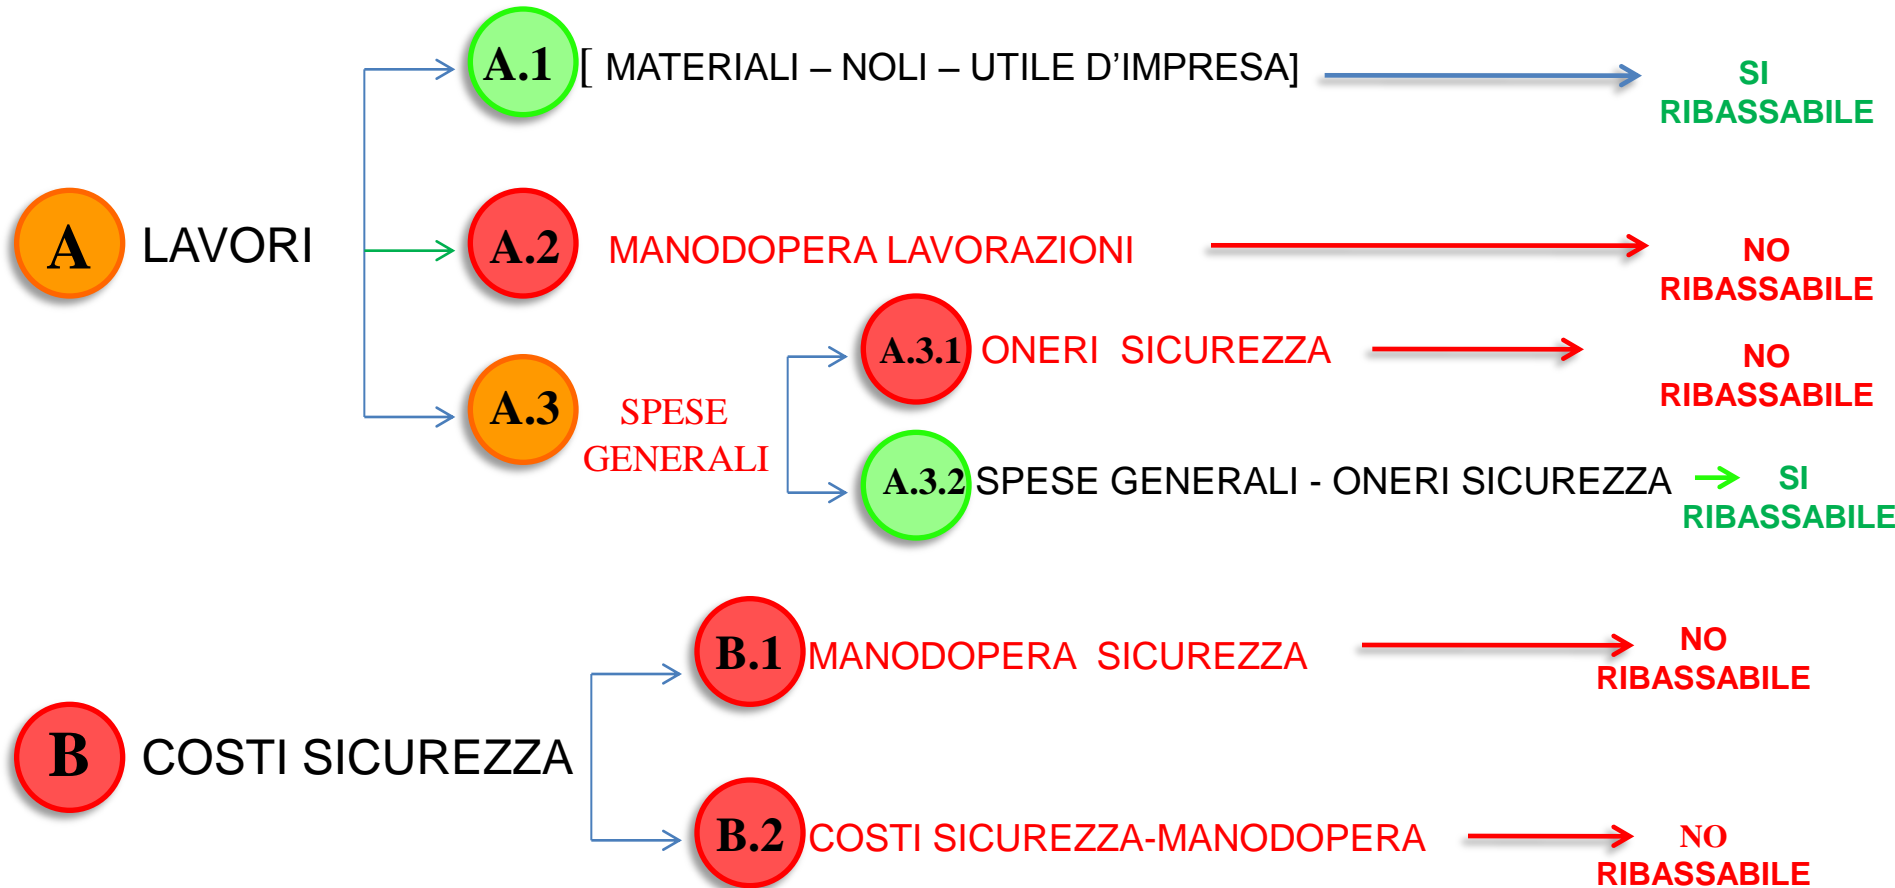 A.1 [ MATERIALI – NOLI – UTILE D'IMPRESA]
SI
RIBASSABILE
A LAVORI
A.2 MANODOPERA LAVORAZIONI
NO
RIBASSABILE
A.3.1 ONERI SICUREZZA
NO
RIBASSABILE
A.3 SPESE
GENERALI
A.3.2 SPESE GENERALI - ONERI SICUREZZA
SI
RIBASSABILE
B.1 MANODOPERA SICUREZZA
NO
RIBASSABILE
B COSTI SICUREZZA
B.2 COSTI SICUREZZA-MANODOPERA
NO
RIBASSABILE